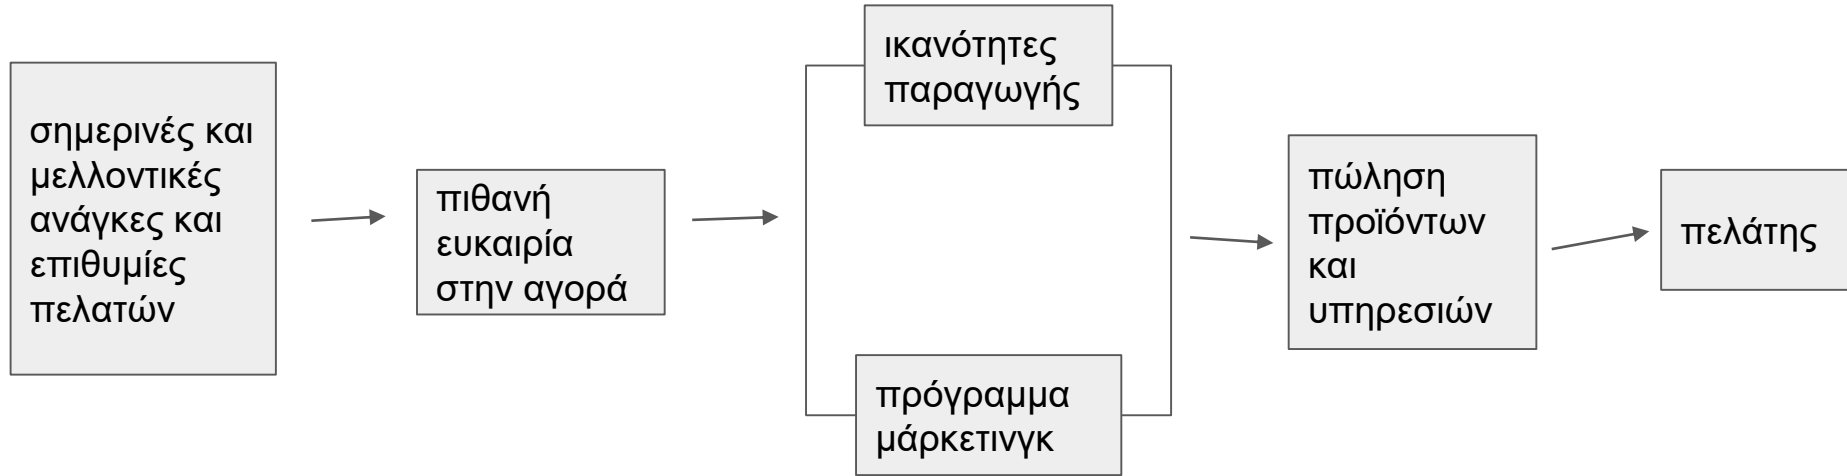 σημερινές και
μελλοντικές
ανάγκες και
επιθυμίες
πελατών
πιθανή
ευκαιρία
στην αγορά
ικανότητες
παραγωγής
πρόγραμμα
μάρκετινγκ
πώληση
προϊόντων
και
υπηρεσιών
πελάτης